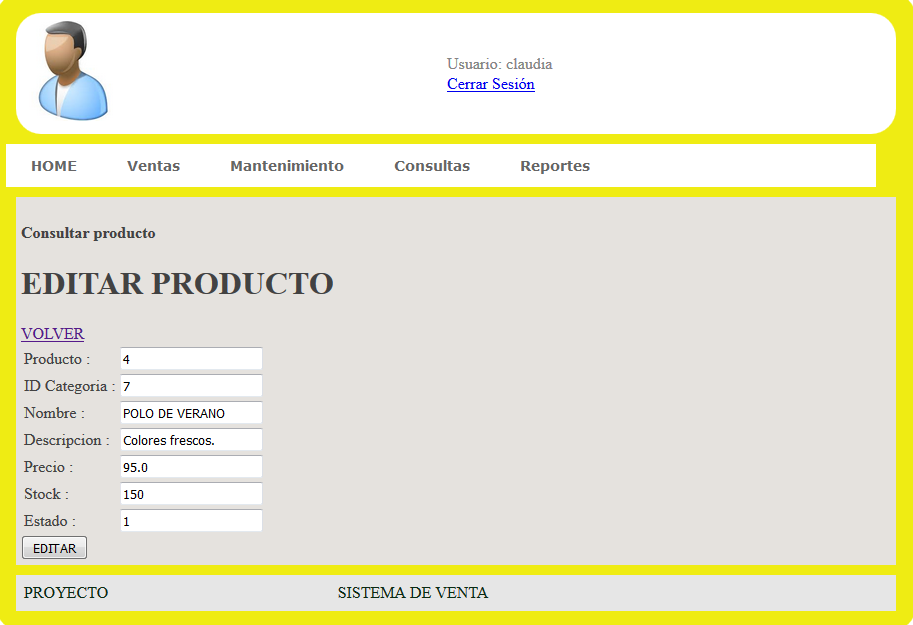 Usuario: claudia
Cerrar Sesión
HOME Ventas Mantenimiento Consultas Reportes
Consultar producto
EDITAR PRODUCTO
VOLVER
Producto : 4
ID Categoria : 7
Nombre : POLO DE VERANO
Descripcion : Colores frescos.
Precio : 95.0
Stock : 150
Estado : 1
EDITAR
PROYECTO SISTEMA DE VENTA